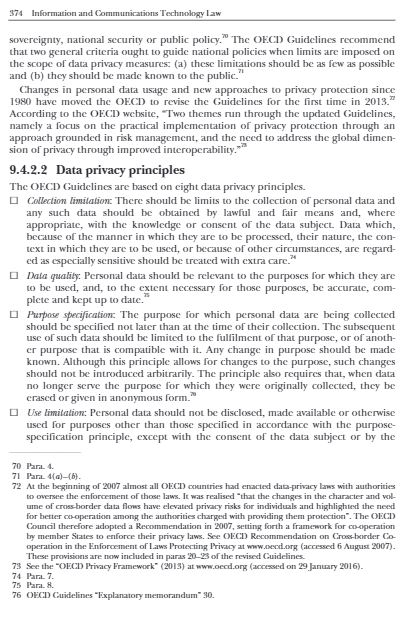 374 Information and Communications Technology Law
sovereignty, national security or public policy.70 The OECD Guidelines recommend
that two general criteria ought to guide national policies when limits are imposed on
the scope of data privacy measures: (a) these limitations should be as few as possible
and (b) they should be made known to the public.71
Changes in personal data usage and new approaches to privacy protection since
1980 have moved the OECD to revise the Guidelines for the first time in 2013.72
According to the OECD website, “Two themes run through the updated Guidelines,
namely a focus on the practical implementation of privacy protection through an
approach grounded in risk management, and the need to address the global dimen-
sion of privacy through improved interoperability.”73
9.4.2.2 Data privacy principles
The OECD Guidelines are based on eight data privacy principles.
☐ Collection limitation: There should be limits to the collection of personal data and
any such data should be obtained by lawful and fair means and, where
appropriate, with the knowledge or consent of the data subject. Data which,
because of the manner in which they are to be processed, their nature, the con-
text in which they are to be used, or because of other circumstances, are regard-
ed as especially sensitive should be treated with extra care.74
☐ Data quality: Personal data should be relevant to the purposes for which they are
to be used, and, to the extent necessary for those purposes, be accurate, com-
plete and kept up to date.75
☐ Purpose specification: The purpose for which personal data are being collected
should be specified not later than at the time of their collection. The subsequent
use of such data should be limited to the fulfilment of that purpose, or of anoth-
er purpose that is compatible with it. Any change in purpose should be made
known. Although this principle allows for changes to the purpose, such changes
should not be introduced arbitrarily. The principle also requires that, when data
no longer serve the purpose for which they were originally collected, they be
erased or given in anonymous form.76
☐ Use limitation: Personal data should not be disclosed, made available or otherwise
used for purposes other than those specified in accordance with the purpose-
specification principle, except with the consent of the data subject or by the
70 Para. 4.
71 Para. 4(a)–(b).
72 At the beginning of 2007 almost all OECD countries had enacted data-privacy laws with authorities
to oversee the enforcement of those laws. It was realised “that the changes in the character and vol-
ume of cross-border data flows have elevated privacy risks for individuals and highlighted the need
for better co-operation among the authorities charged with providing them protection”. The OECD
Council therefore adopted a Recommendation in 2007, setting forth a framework for co-operation
by member States to enforce their privacy laws. See OECD Recommendation on Cross-border Co-
operation in the Enforcement of Laws Protecting Privacy at www.oecd.org (accessed 6 August 2007).
These provisions are now included in paras 20–23 of the revised Guidelines.
73 See the “OECD Privacy Framework” (2013) at www.oecd.org (accessed on 29 January 2016).
74 Para. 7.
75 Para. 8.
76 OECD Guidelines “Explanatory memorandum” 30.